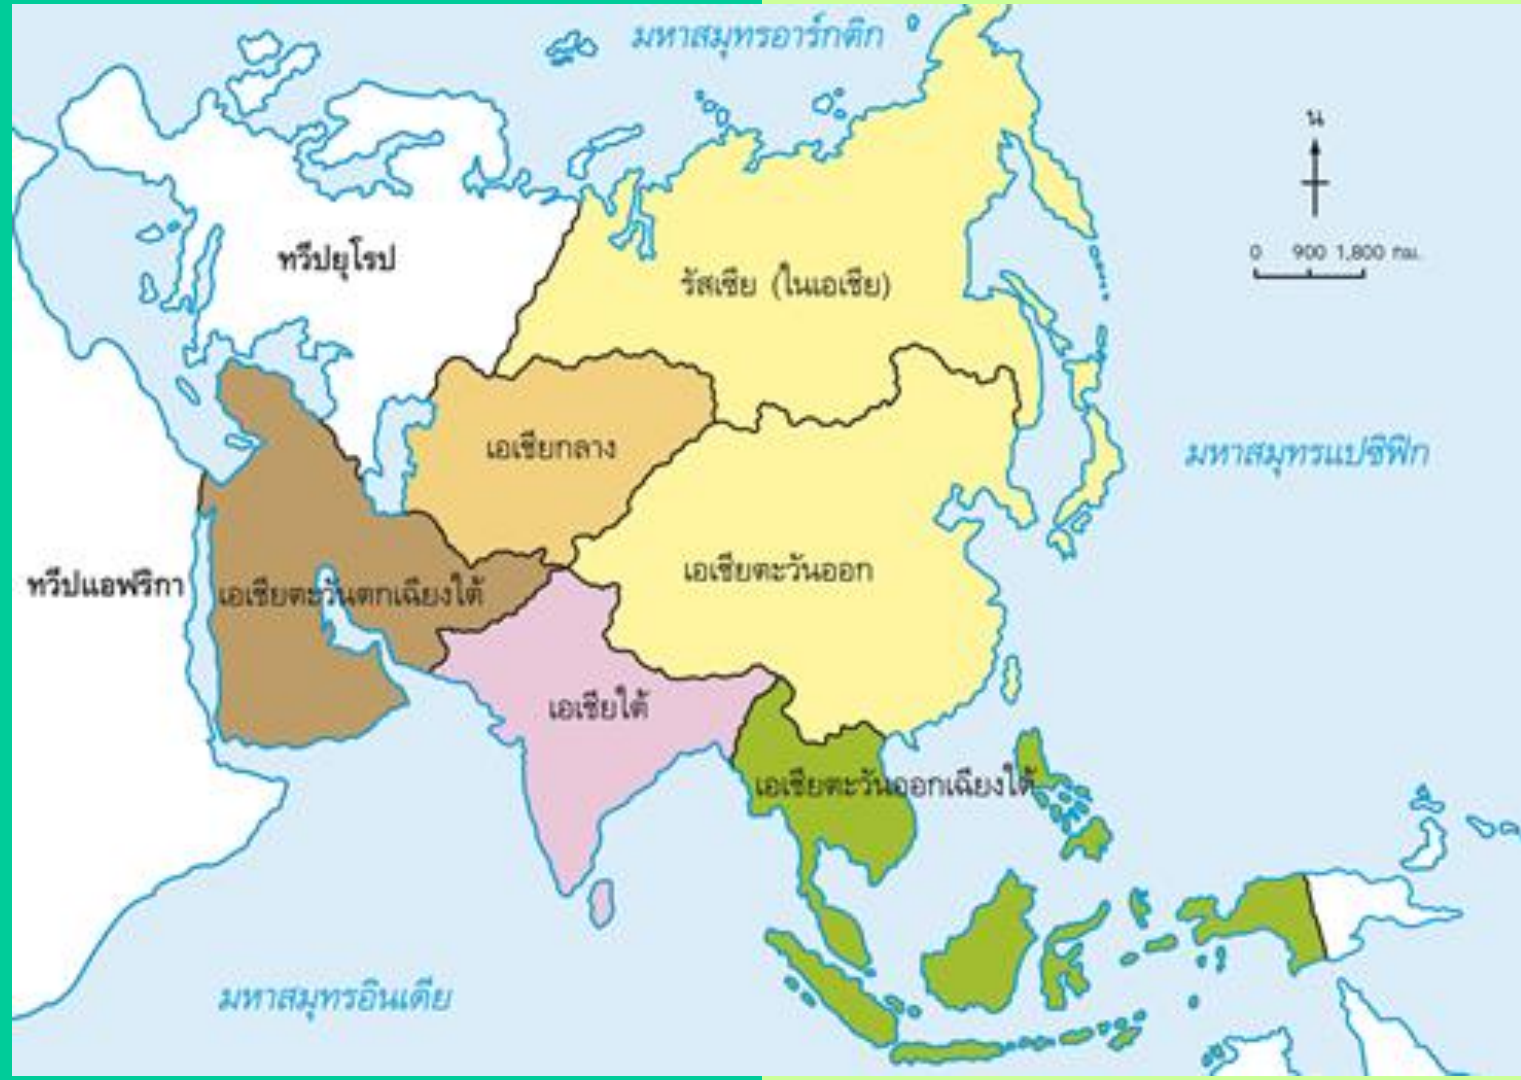 มหาสมุทรอาร์กติก
น
0 900 1,800 กม.
ทวีปยุโรป
รัสเซีย (ในเอเชีย)
เอเชียกลาง
มหาสมุทรแปซิฟิก
ทวีปแอฟริกา
เอเชียตะวันตกเฉียงใต้
เอเชียตะวันออก
เอเชียใต้
เอเชียตะวันออกเฉียงใต้
มหาสมุทรอินเดีย